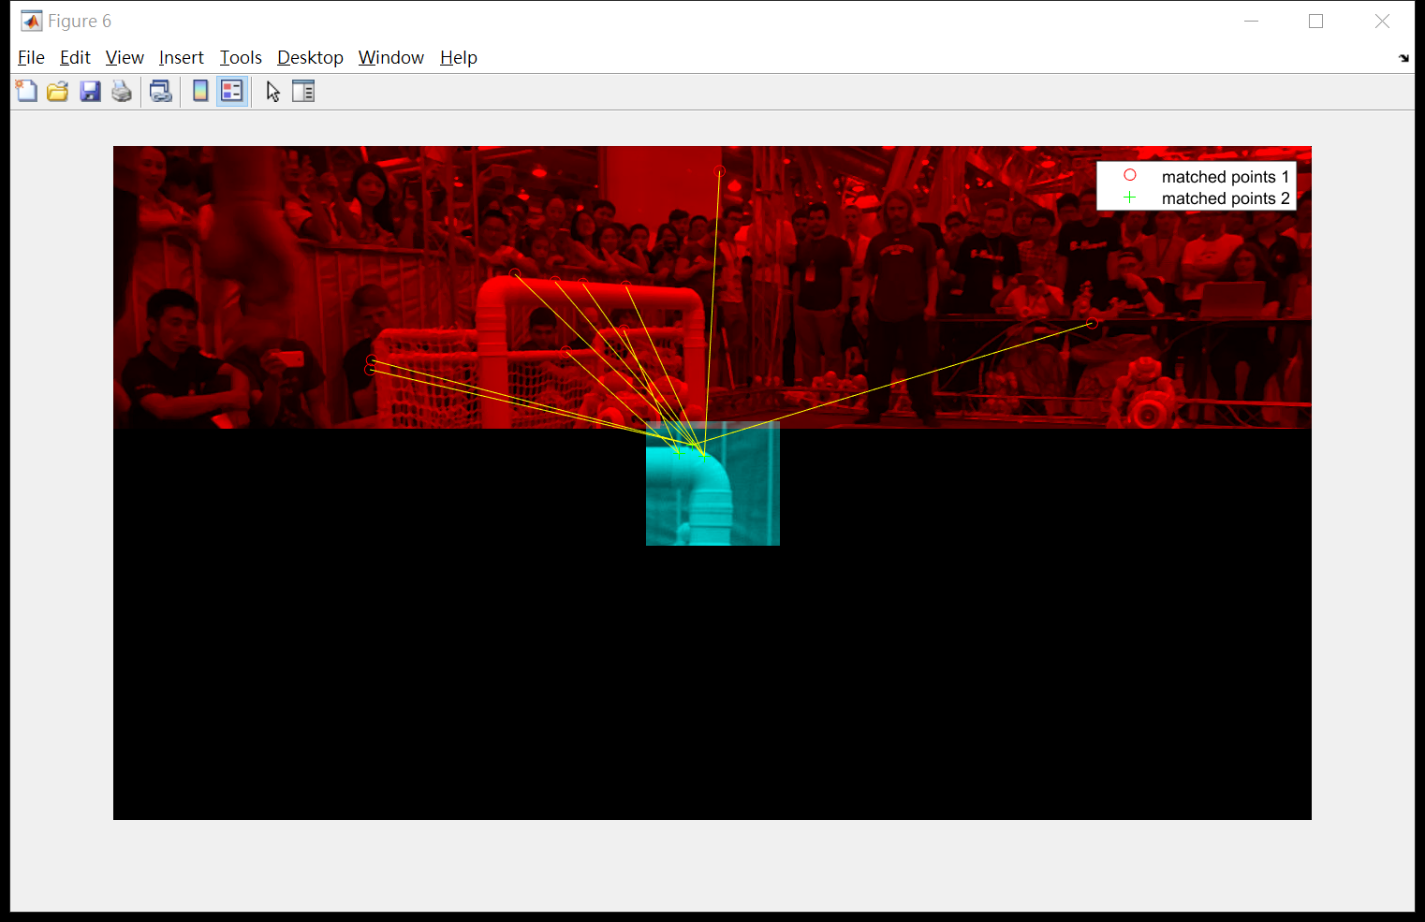 Figure 6
File Edit View Insert Tools Desktop Window Help
matched points 1
matched points 2